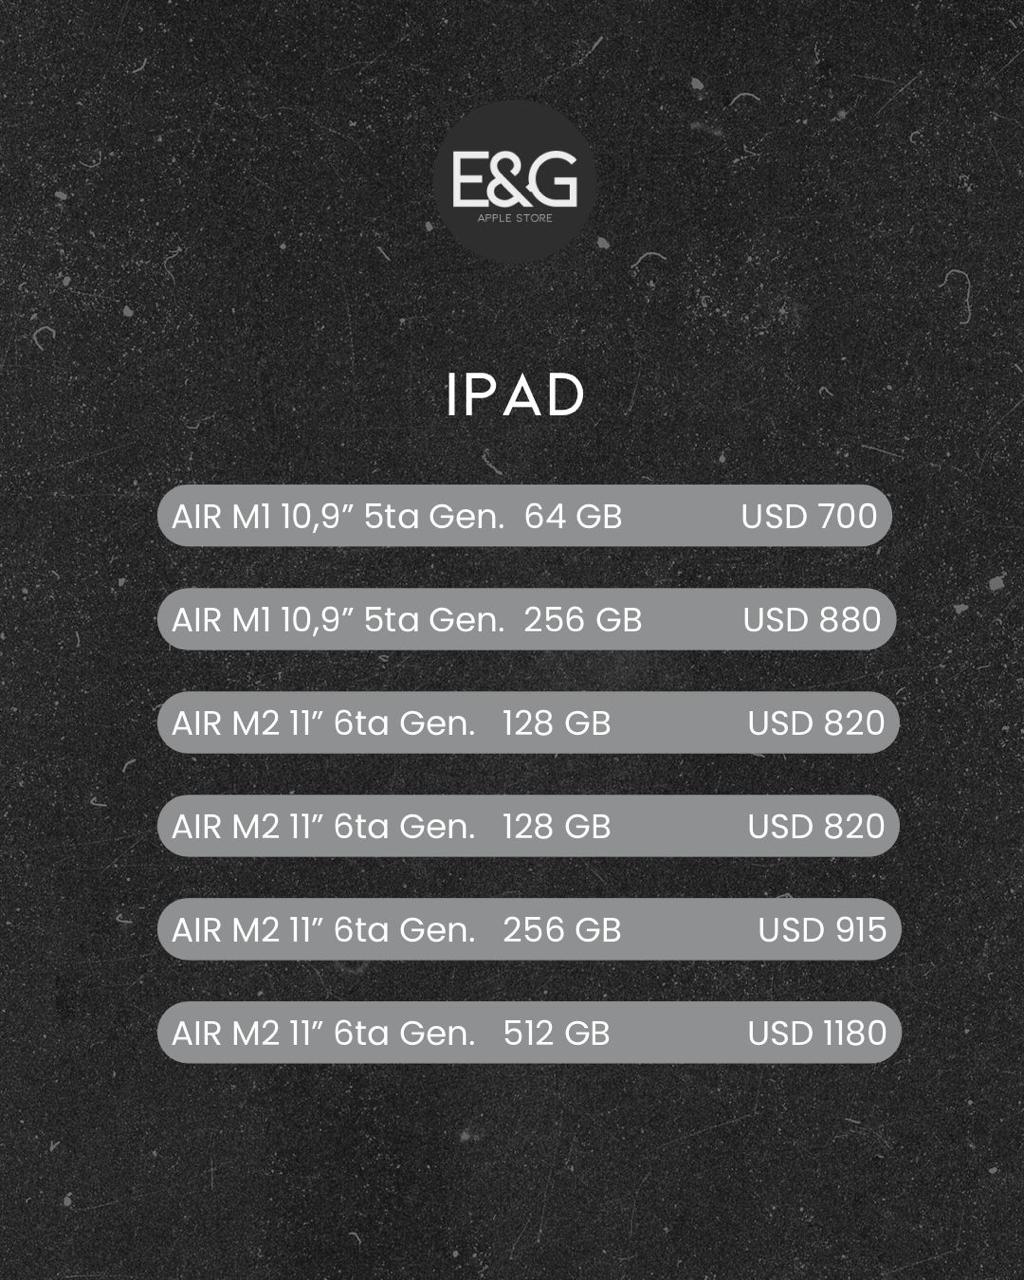 E&G
APPLE STORE
IPAD
AIR M1 10,9” 5ta Gen. 64 GB USD 700
AIR M1 10,9” 5ta Gen. 256 GB USD 880
AIR M2 11” 6ta Gen. 128 GB USD 820
AIR M2 11” 6ta Gen. 128 GB USD 820
AIR M2 11” 6ta Gen. 256 GB USD 915
AIR M2 11” 6ta Gen. 512 GB USD 1180